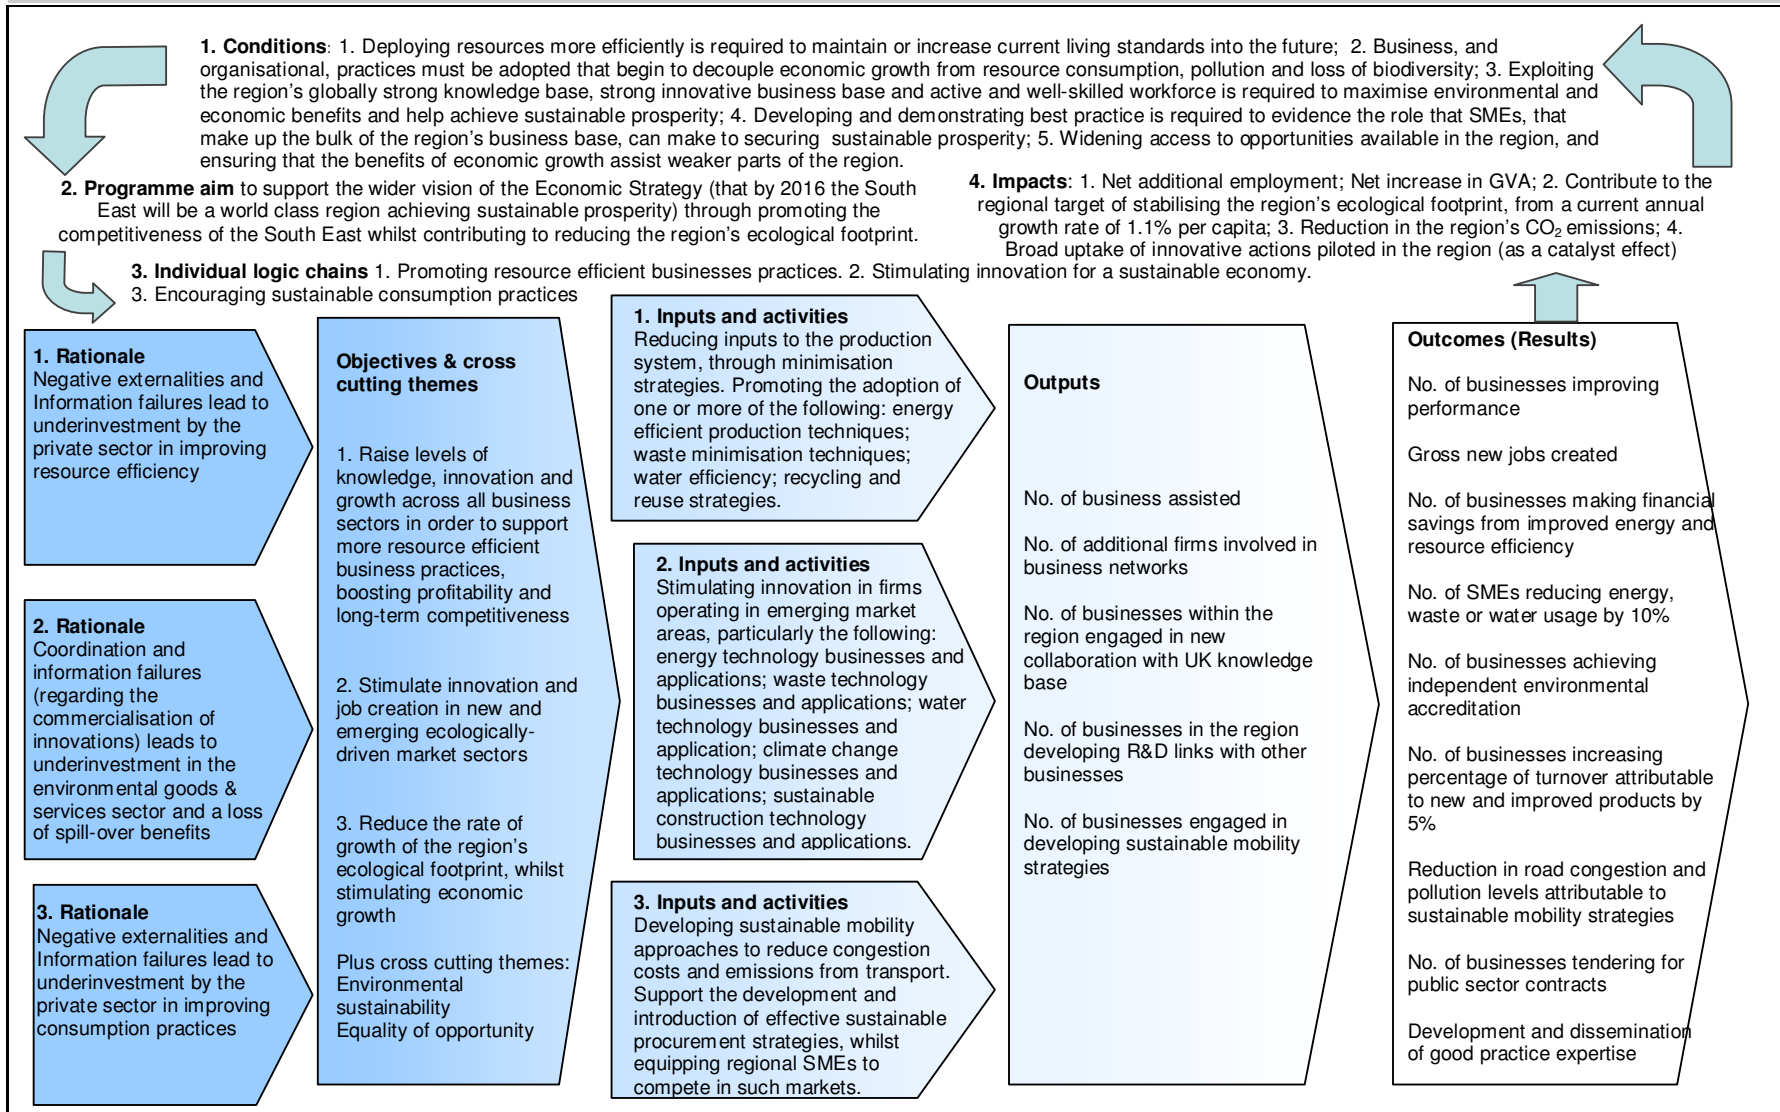 1. Conditions: 1. Deploying resources more efficiently is required to maintain or increase current living standards into the future; 2. Business, and
organisational, practices must be adopted that begin to decouple economic growth from resource consumption, pollution and loss of biodiversity; 3. Exploiting
the region's globally strong knowledge base, strong innovative business base and active and well-skilled workforce is required to maximise environmental and
economic benefits and help achieve sustainable prosperity; 4. Developing and demonstrating best practice is required to evidence the role that SMEs, that
make up the bulk of the region's business base, can make to securing sustainable prosperity; 5. Widening access to opportunities available in the region, and
ensuring that the benefits of economic growth assist weaker parts of the region.
2. Programme aim to support the wider vision of the Economic Strategy (that by 2016 the South
East will be a world class region achieving sustainable prosperity) through promoting the
competitiveness of the South East whilst contributing to reducing the region's ecological footprint.
4. Impacts: 1. Net additional employment; Net increase in GVA; 2. Contribute to the
regional target of stabilising the region's ecological footprint, from a current annual
growth rate of 1.1% per capita; 3. Reduction in the region's CO₂ emissions; 4.
Broad uptake of innovative actions piloted in the region (as a catalyst effect)
3. Individual logic chains 1. Promoting resource efficient businesses practices. 2. Stimulating innovation for a sustainable economy.
3. Encouraging sustainable consumption practices
1. Rationale
Negative externalities and
Information failures lead to
underinvestment by the
private sector in improving
resource efficiency
2. Rationale
Coordination and
information failures
(regarding the
commercialisation of
innovations) leads to
underinvestment in the
environmental goods &
services sector and a loss
of spill-over benefits
3. Rationale
Negative externalities and
Information failures lead to
underinvestment by the
private sector in improving
consumption practices
Objectives & cross
cutting themes
1. Raise levels of
knowledge, innovation and
growth across all business
sectors in order to support
more resource efficient
business practices,
boosting profitability and
long-term competitiveness
2. Stimulate innovation and
job creation in new and
emerging ecologically-
driven market sectors
3. Reduce the rate of
growth of the region's
ecological footprint, whilst
stimulating economic
growth
Plus cross cutting themes:
Environmental
sustainability
Equality of opportunity
1. Inputs and activities
Reducing inputs to the production
system, through minimisation
strategies. Promoting the adoption of
one or more of the following: energy
efficient production techniques;
waste minimisation techniques;
water efficiency; recycling and
reuse strategies.
2. Inputs and activities
Stimulating innovation in firms
operating in emerging market
areas, particularly the following:
energy technology businesses and
applications; waste technology
businesses and applications; water
technology businesses and
application; climate change
technology businesses and
applications; sustainable
construction technology
businesses and applications.
3. Inputs and activities
Developing sustainable mobility
approaches to reduce congestion
costs and emissions from transport.
Support the development and
introduction of effective sustainable
procurement strategies, whilst
equipping regional SMEs to
compete in such markets.
Outputs
No. of business assisted
No. of additional firms involved in
business networks
No. of businesses within the
region engaged in new
collaboration with UK knowledge
base
No. of businesses in the region
developing R&D links with other
businesses
No. of businesses engaged in
developing sustainable mobility
strategies
Outcomes (Results)
No. of businesses improving
performance
Gross new jobs created
No. of businesses making financial
savings from improved energy and
resource efficiency
No. of SMEs reducing energy,
waste or water usage by 10%
No. of businesses achieving
independent environmental
accreditation
No. of businesses increasing
percentage of turnover attributable
to new and improved products by
5%
Reduction in road congestion and
pollution levels attributable to
sustainable mobility strategies
No. of businesses tendering for
public sector contracts
Development and dissemination
of good practice expertise